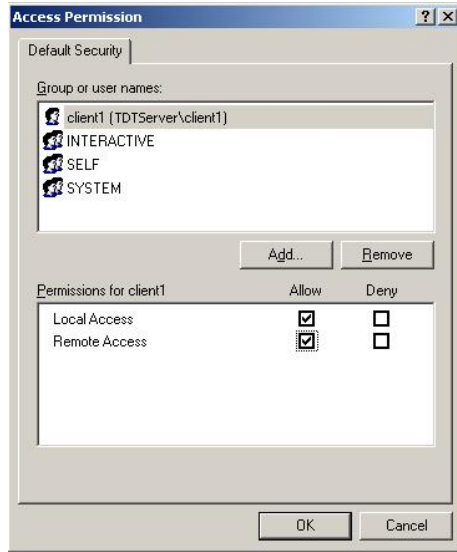 Access Permission
Default Security
Group or user names:
client1 (TDTServer\client1)
INTERACTIVE
SELF
SYSTEM
Add... Remove
Permissions for client1 Allow Deny
Local Access
Remote Access
OK Cancel